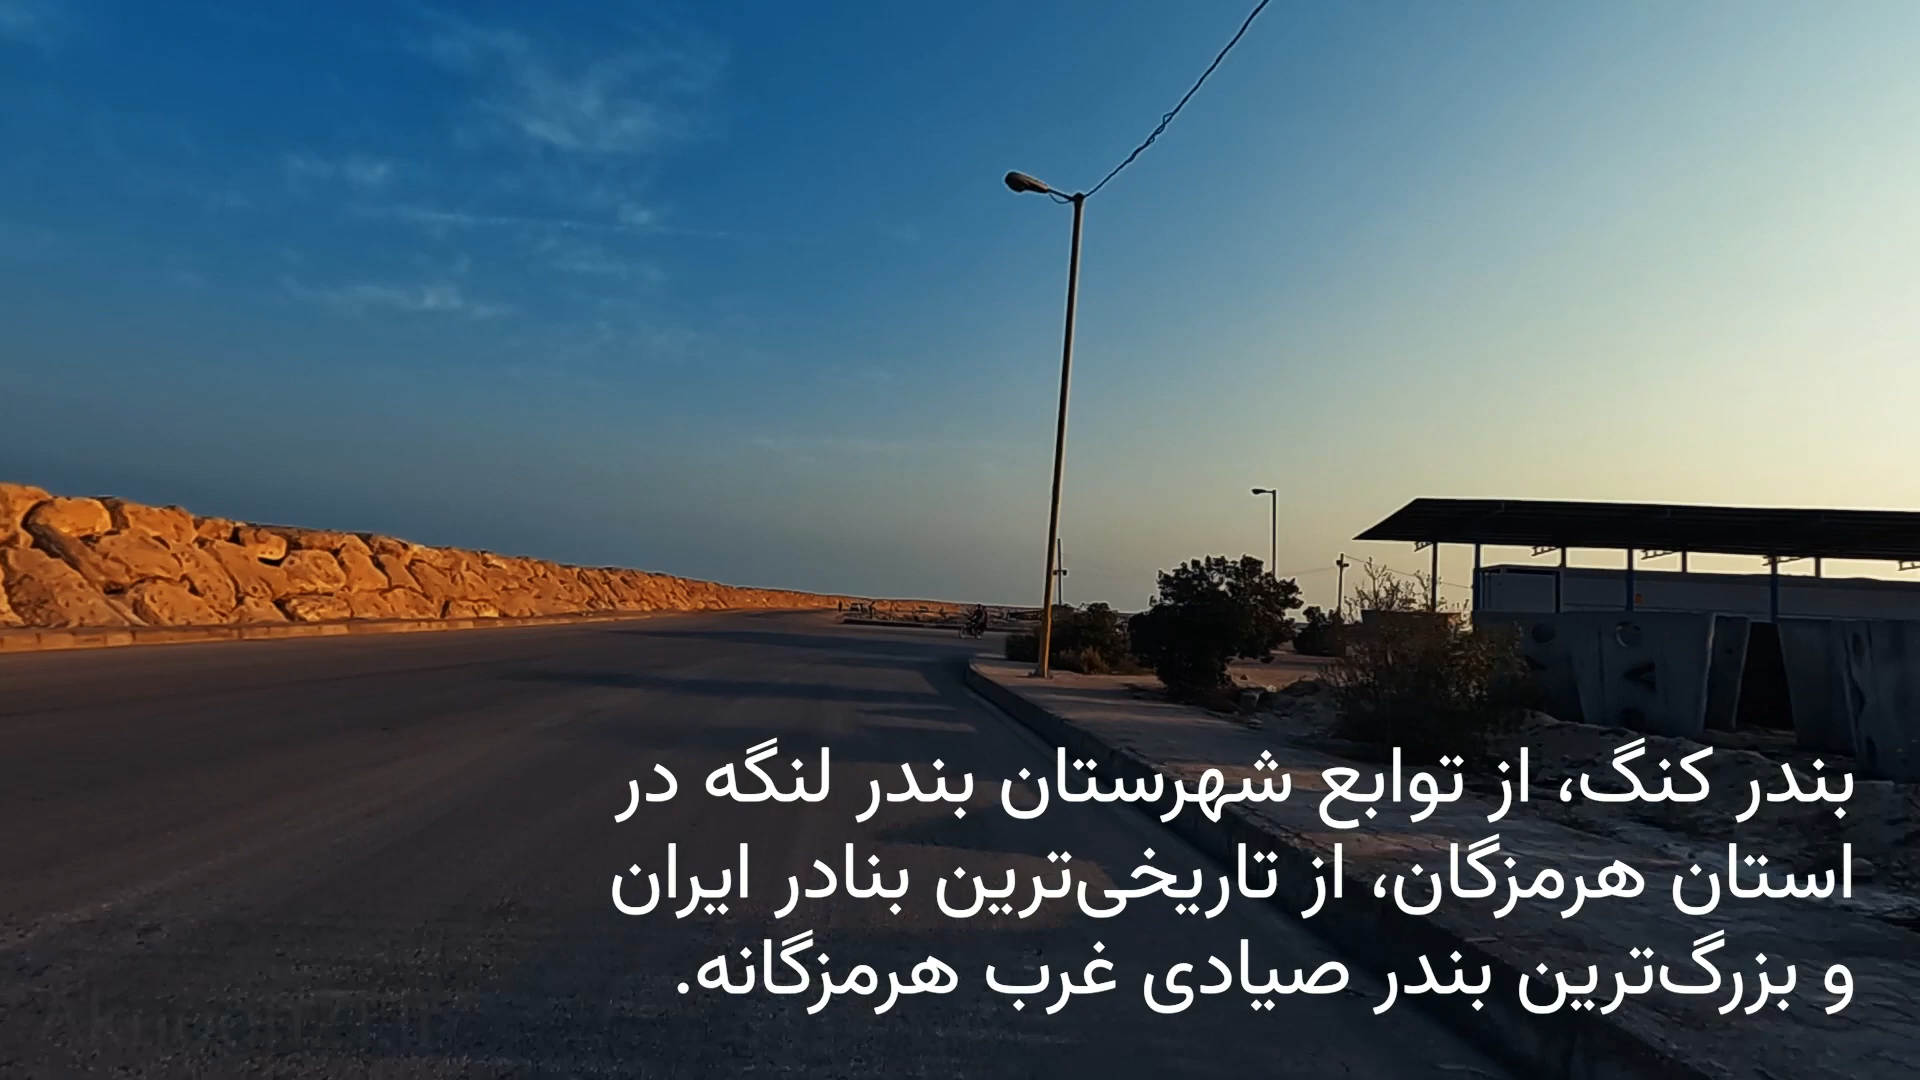 بندر کنگ، از توابع شهرستان بندر لنگه در
استان هرمزگان، از تاریخی‌ترین بنادر ایران
و بزرگ‌ترین بندر صیادی غرب هرمزگانه.